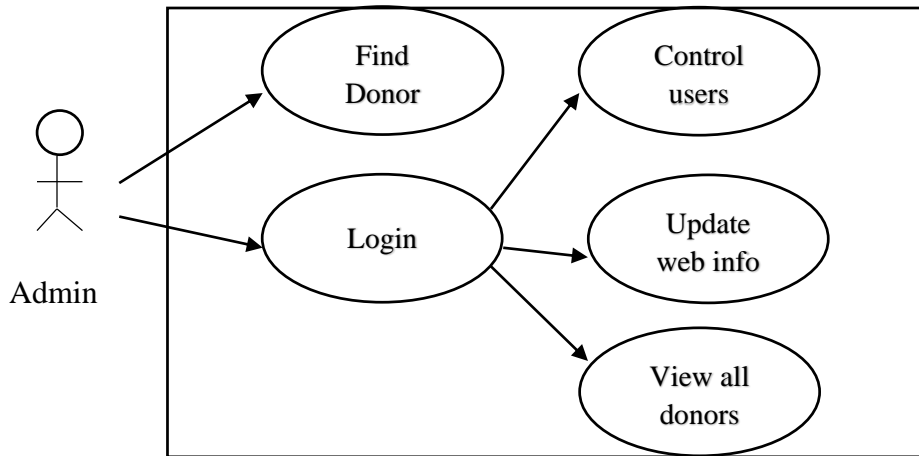 Find
Donor
Control
users
Login
Update
web info
Admin
View all
donors